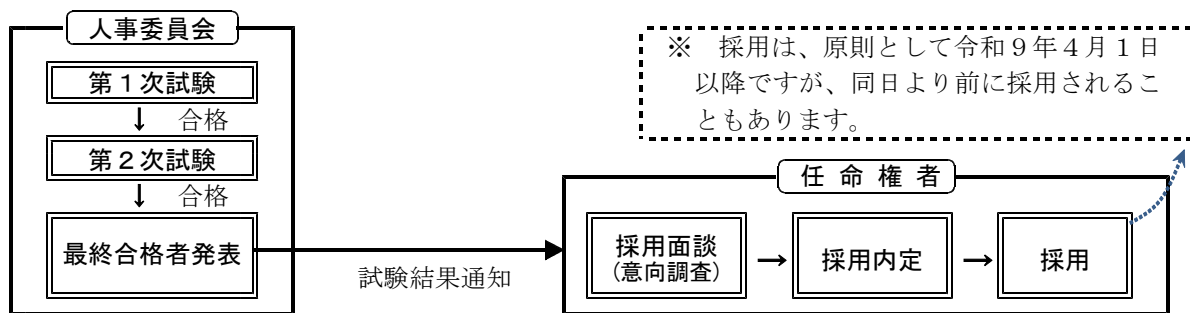 人事委員会
第１次試験
↓ 合格
第２次試験
↓ 合格
最終合格者発表
試験結果通知
※　採用は、原則として令和９年４月１日
以降ですが、同日より前に採用されるこ
ともあります。
任命権者
採用面談
（意向調査）
→
採用内定
→
採用